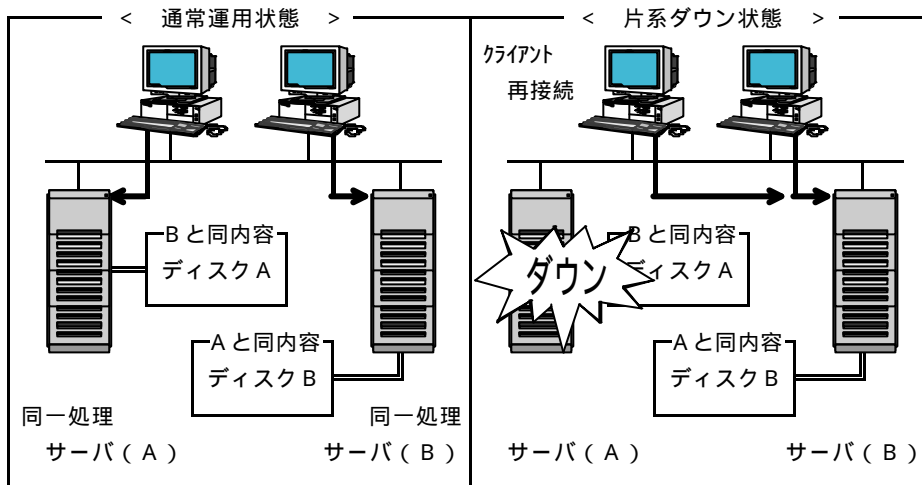 < 通常運用状態 >
Bと同内容
ディスクA
Aと同内容
ディスクB
同一処理
同一処理
サーバ(A)
サーバ(B)
< 片系ダウン状態 >
クライアント
再接続
Bと同内容
ディスクA
ダウン
Aと同内容
ディスクB
サーバ(A)
サーバ(B)